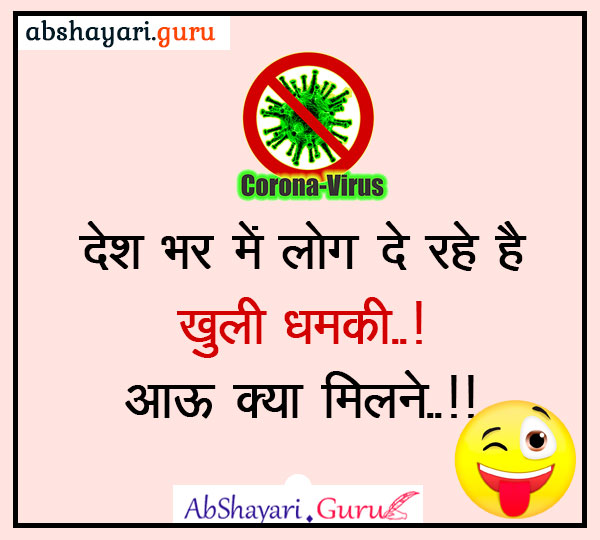 abshayari.guru
Corona-Virus
देश भर में लोग दे रहे है
खुली धमकी..!
आऊ क्या मिलने..!!
AbShayari.Guru